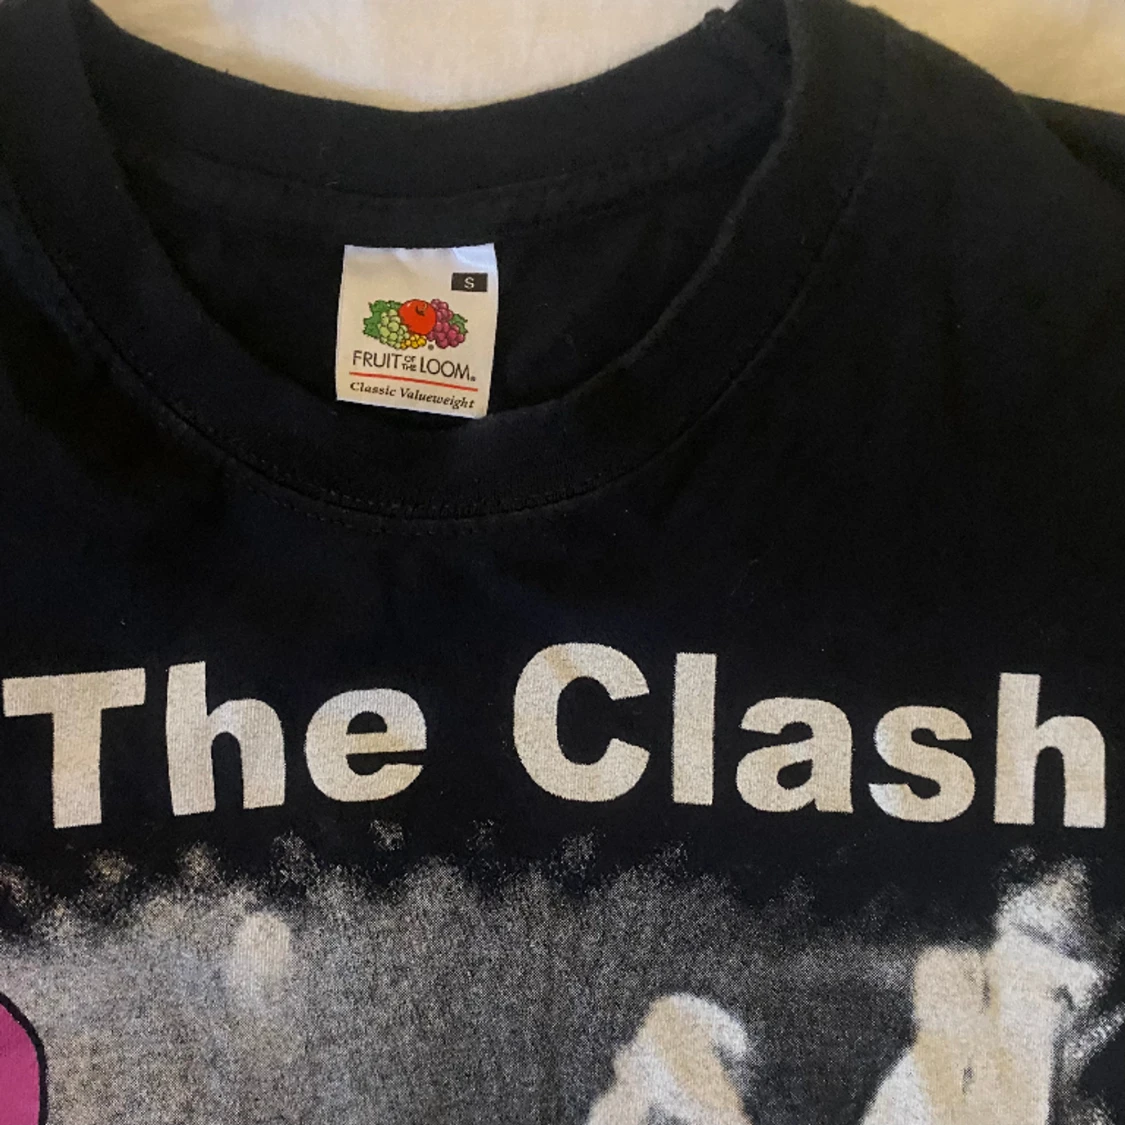 S
FRUIT OF THE LOOM®
Classic Valueweight
The Clash